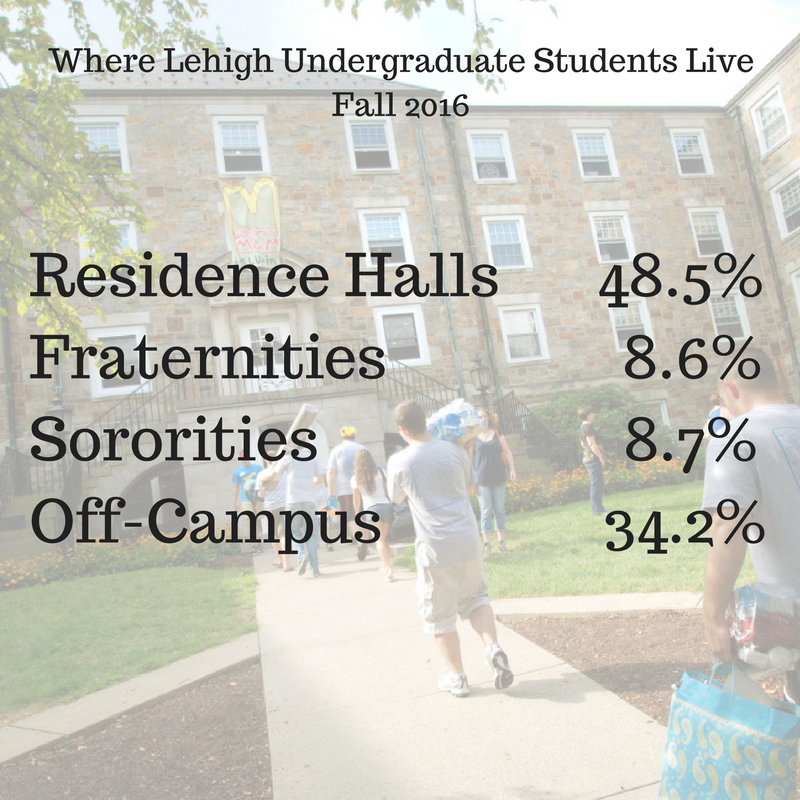 Where Lehigh Undergraduate Students Live
Fall 2016
Residence Halls 48.5%
Fraternities 8.6%
Sororities 8.7%
Off-Campus 34.2%